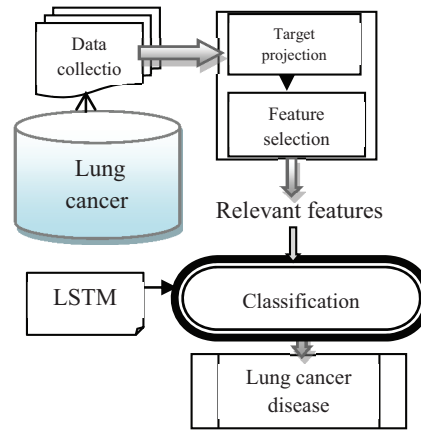 Data
collectio
Target
projection
Feature
selection
Lung
cancer
Relevant features
LSTM
Classification
Lung cancer
disease